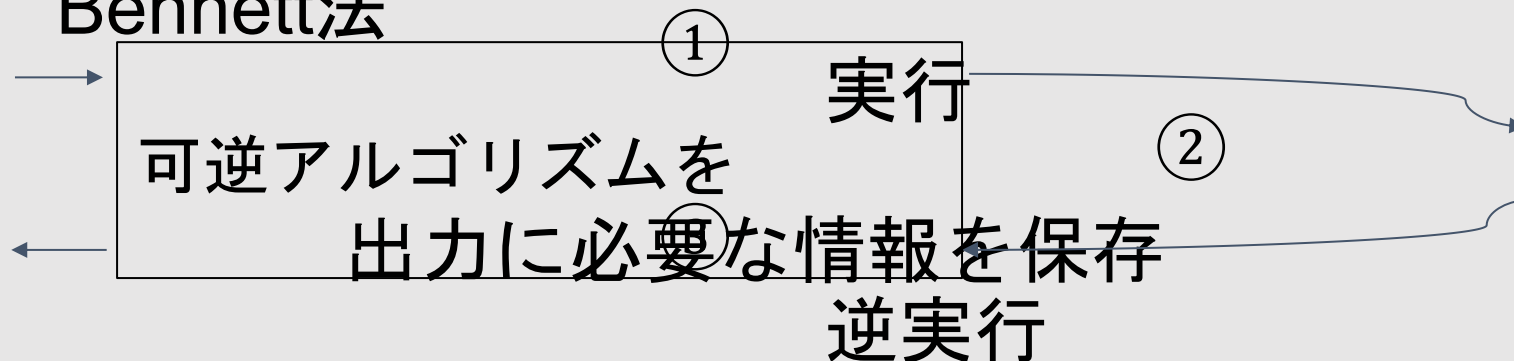 Bennett法
①
実行
②
可逆アルゴリズムを
③
出力に必要な情報を保存
逆実行